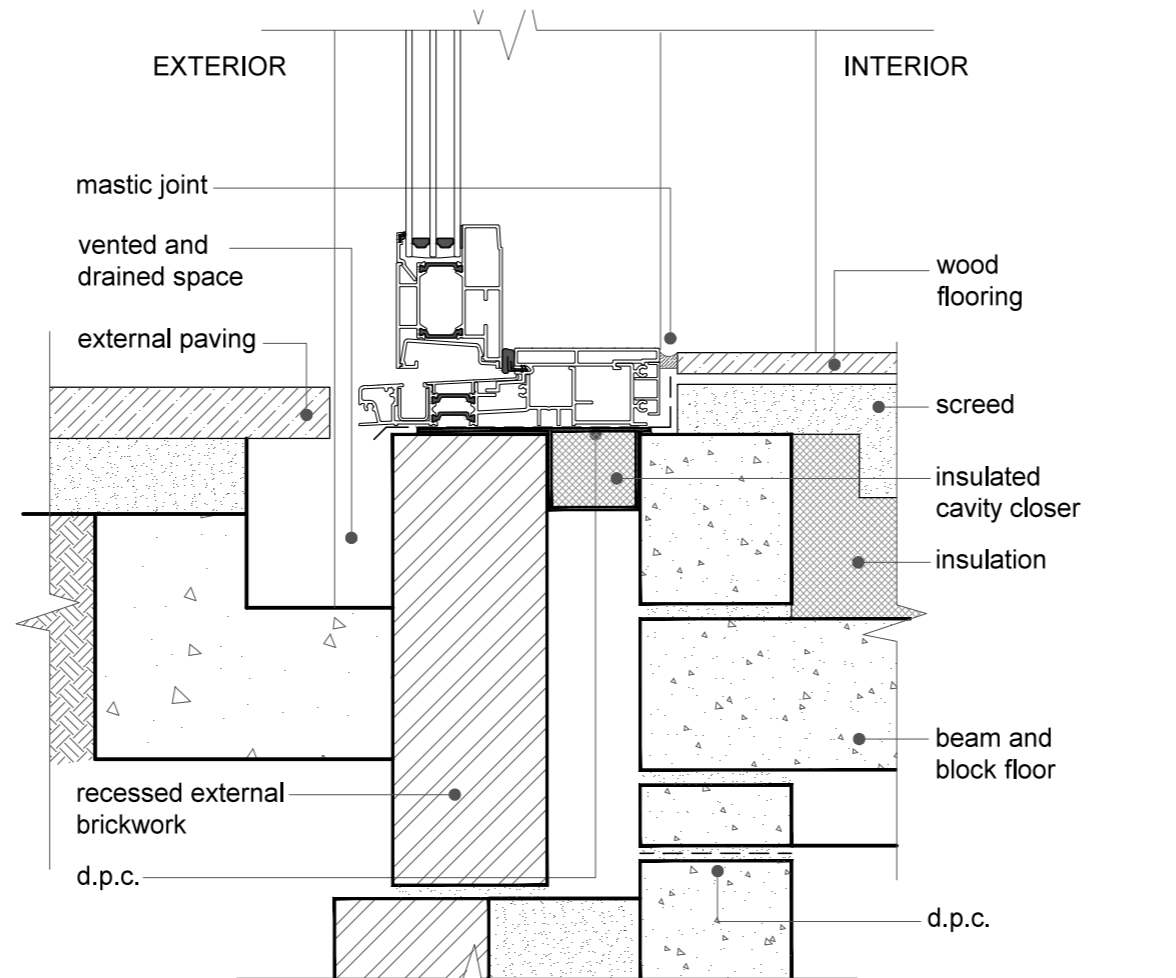 EXTERIOR
INTERIOR
mastic joint
vented and
drained space
external paving
wood
flooring
screed
insulated
cavity closer
insulation
beam and
block floor
recessed external
brickwork
d.p.c.
d.p.c.